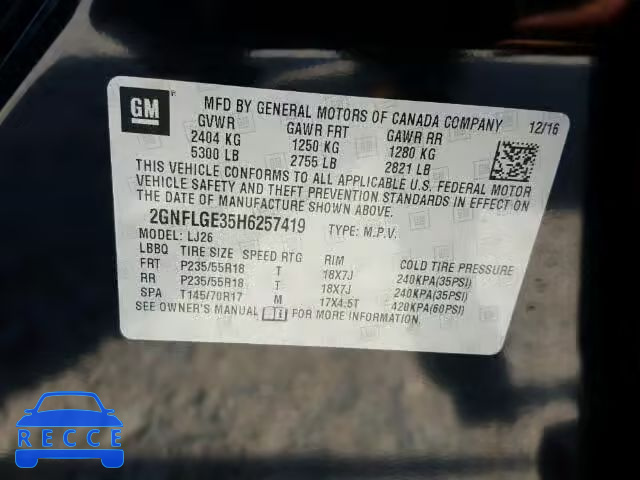 GM
MFD BY GENERAL MOTORS OF CANADA COMPANY 12/16
GVWR GAWR FRT GAWR RR
2404 KG 1250 KG 1280 KG
5300 LB 2755 LB 2821 LB
THIS VEHICLE CONFORMS TO ALL APPLICABLE U.S. FEDERAL MOTOR
VEHICLE SAFETY AND THEFT PREVENTION STANDARDS IN EFFECT ON
THE DATE OF MANUFACTURE SHOWN ABOVE.
2GNFLGE35H6257419 TYPE: M.P.V.
MODEL: LJ26
LBBQ TIRE SIZE SPEED RTG RIM COLD TIRE PRESSURE
FRT P235/55R18 T 18X7J 240KPA(35PSI)
RR P235/55R18 T 18X7J 240KPA(35PSI)
SPA T145/70R17 M 17X4.5T 420KPA(60PSI)
SEE OWNER'S MANUAL FOR MORE INFORMATION
RECCE